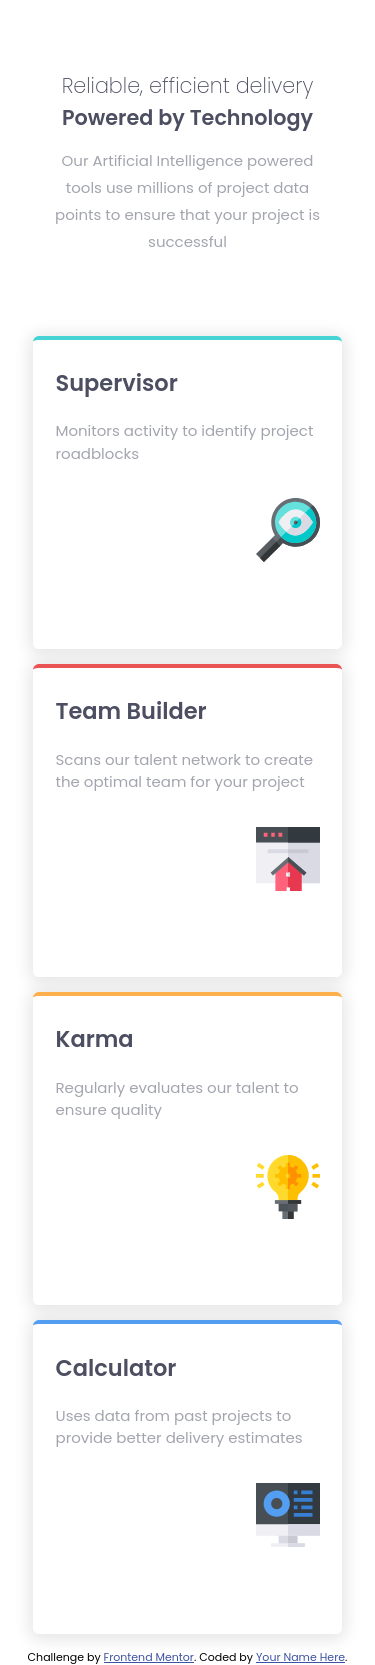 Reliable, efficient delivery
Powered by Technology
Our Artificial Intelligence powered
tools use millions of project data
points to ensure that your project is
successful
Supervisor
Monitors activity to identify project
roadblocks
Team Builder
Scans our talent network to create
the optimal team for your project
Karma
Regularly evaluates our talent to
ensure quality
Calculator
Uses data from past projects to
provide better delivery estimates
Challenge by Frontend Mentor. Coded by Your Name Here.